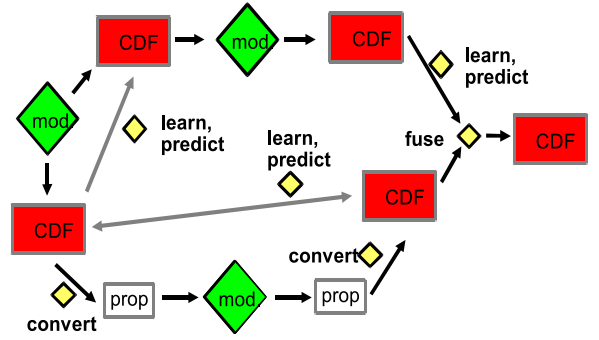 CDF
mod.
CDF
learn,
predict
mod.
learn,
predict
learn,
predict
fuse
CDF
CDF
CDF
convert
prop
mod.
prop
convert